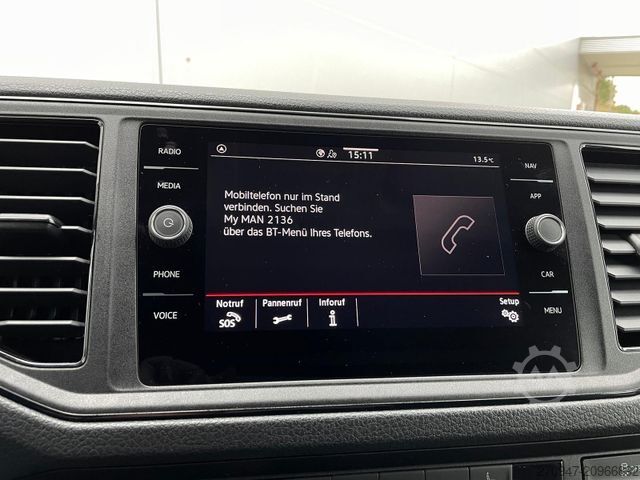 RADIO
MEDIA
PHONE
VOICE
15:11
13.5°C
Mobiltelefon nur im Stand
verbinden. Suchen Sie
My MAN 2136
über das BT-Menü Ihres Telefons.
Notruf
Pannenruf
Inforuf
Setup
SOS
NAV
APP
CAR
MENU